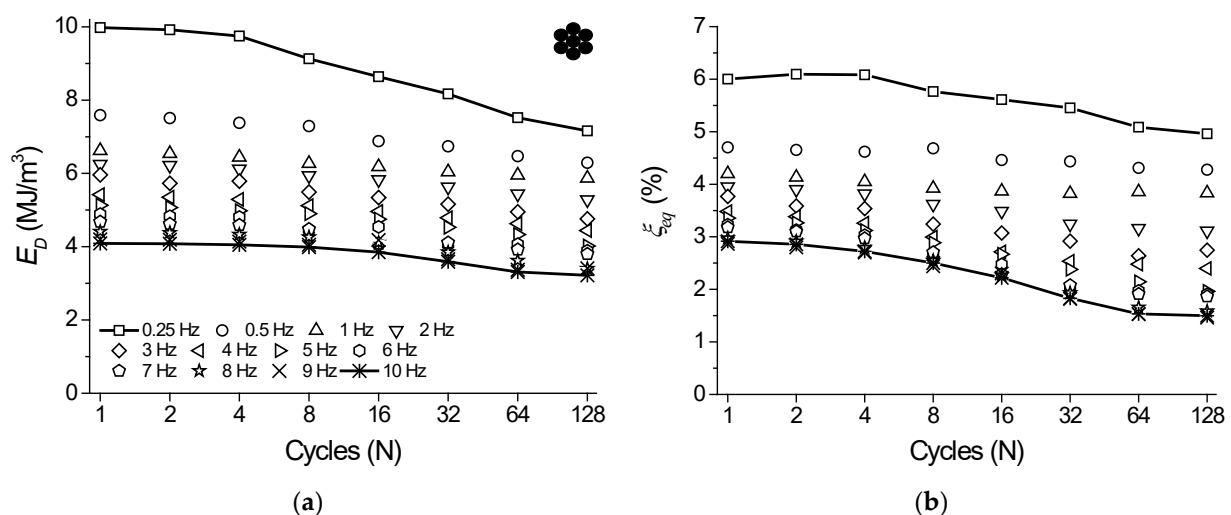 10
8
6
4
2
0
E_D (MJ/m³)
0.25 Hz 0.5 Hz 1 Hz 2 Hz
3 Hz 4 Hz 5 Hz 6 Hz
7 Hz 8 Hz 9 Hz 10 Hz
1 2 4 8 16 32 64 128
Cycles (N)
(a)
7
6
5
4
3
2
1
0
ξ_eq (%)
1 2 4 8 16 32 64 128
Cycles (N)
(b)